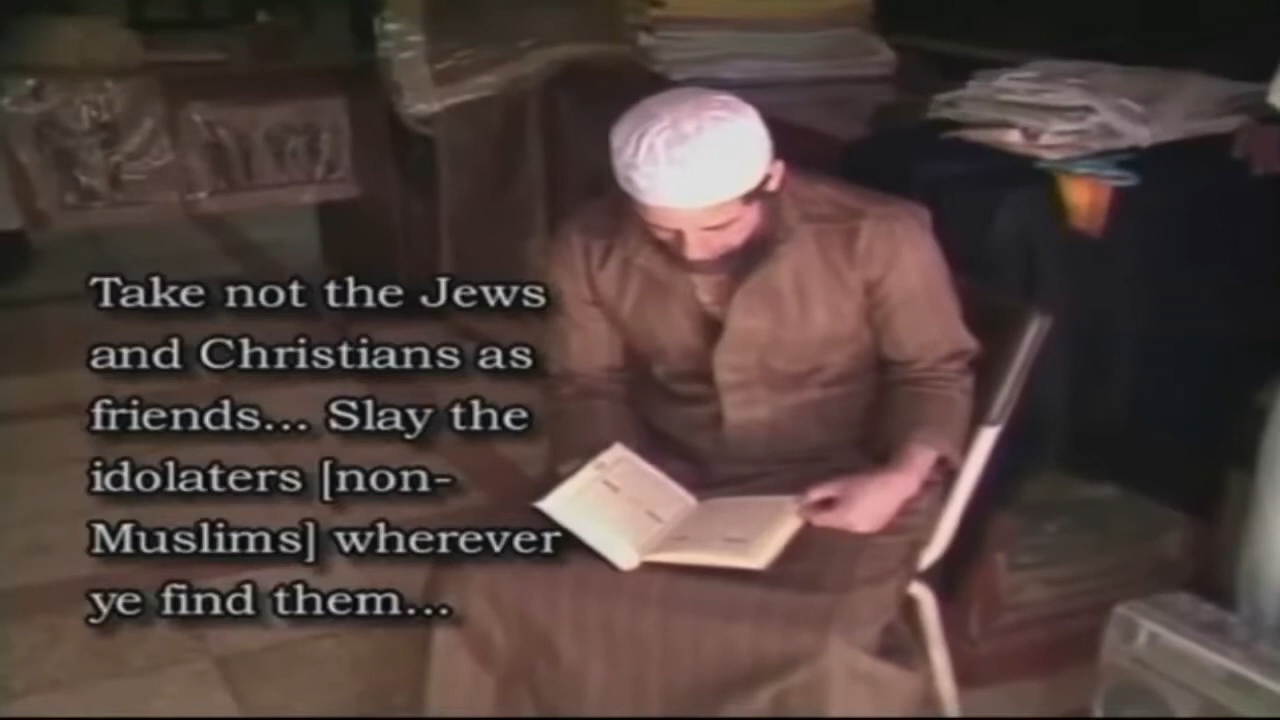 Take not the Jews
and Christians as
friends... Slay the
idolaters [non-
Muslims] wherever
ye find them...